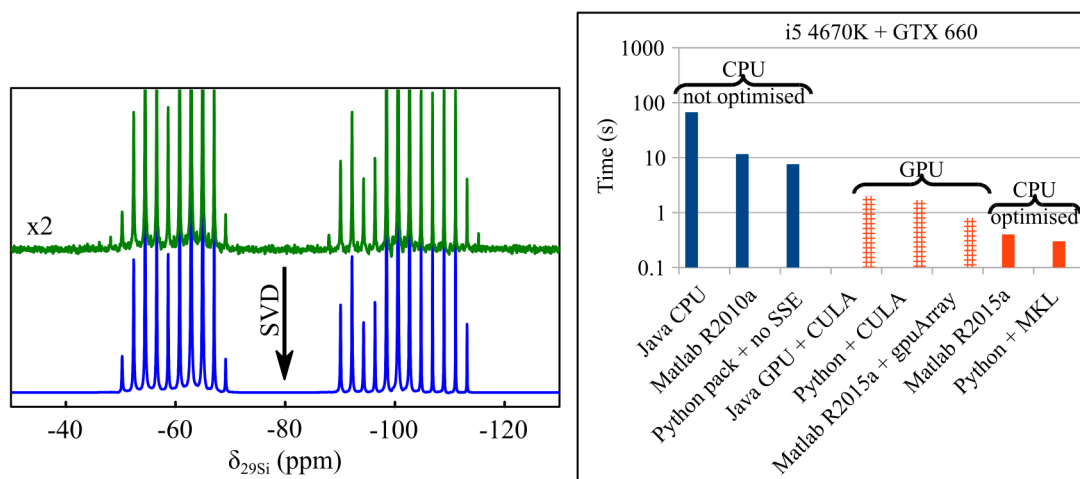 x2
SVD
-40
-60
-80
-100
-120
δ29Si (ppm)
i5 4670K + GTX 660
Time (s)
1000
100
10
1
0.1
CPU
not optimised
GPU
CPU
optimised
Java CPU
Matlab R2010a
Python pack + no SSE
Java GPU + CULA
Python + CULA
Matlab R2015a + gpuArray
Matlab R2015a
Python + MKL